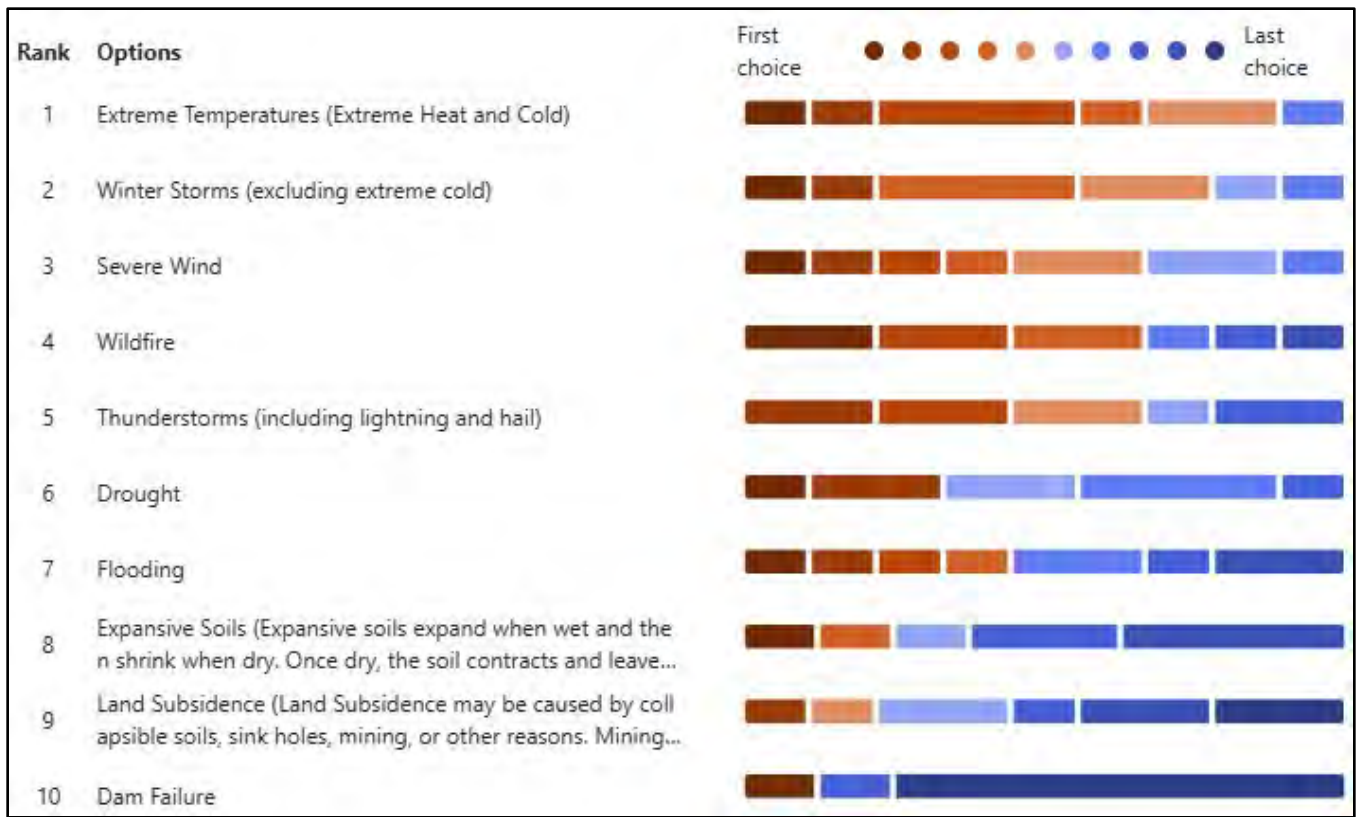 Rank Options First choice Last choice
1 Extreme Temperatures (Extreme Heat and Cold)
2 Winter Storms (excluding extreme cold)
3 Severe Wind
4 Wildfire
5 Thunderstorms (including lightning and hail)
6 Drought
7 Flooding
8 Expansive Soils (Expansive soils expand when wet and the
n shrink when dry. Once dry, the soil contracts and leave...
9 Land Subsidence (Land Subsidence may be caused by coll
apsible soils, sink holes, mining, or other reasons. Mining...
10 Dam Failure